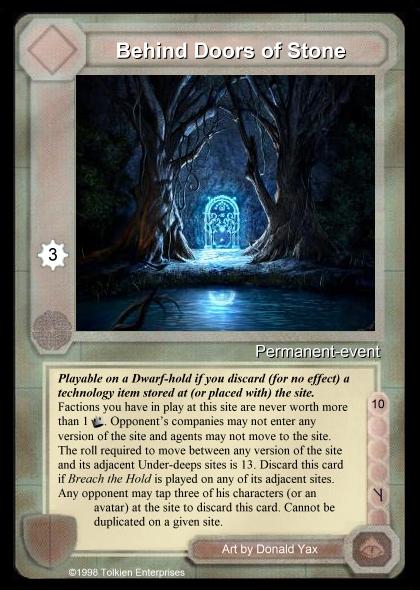 Behind Doors of Stone
3
Permanent-event
Playable on a Dwarf-hold if you discard (for no effect) a
technology item stored at (or placed with) the site.
Factions you have in play at this site are never worth more
than 1 . Opponent's companies may not enter any
version of the site and agents may not move to the site.
The roll required to move between any version of the site
and its adjacent Under-deeps sites is 13. Discard this card
if Breach the Hold is played on any of its adjacent sites.
Any opponent may tap three of his characters (or an
avatar) at the site to discard this card. Cannot be
duplicated on a given site.
10
Art by Donald Yax
©1998 Tolkien Enterprises